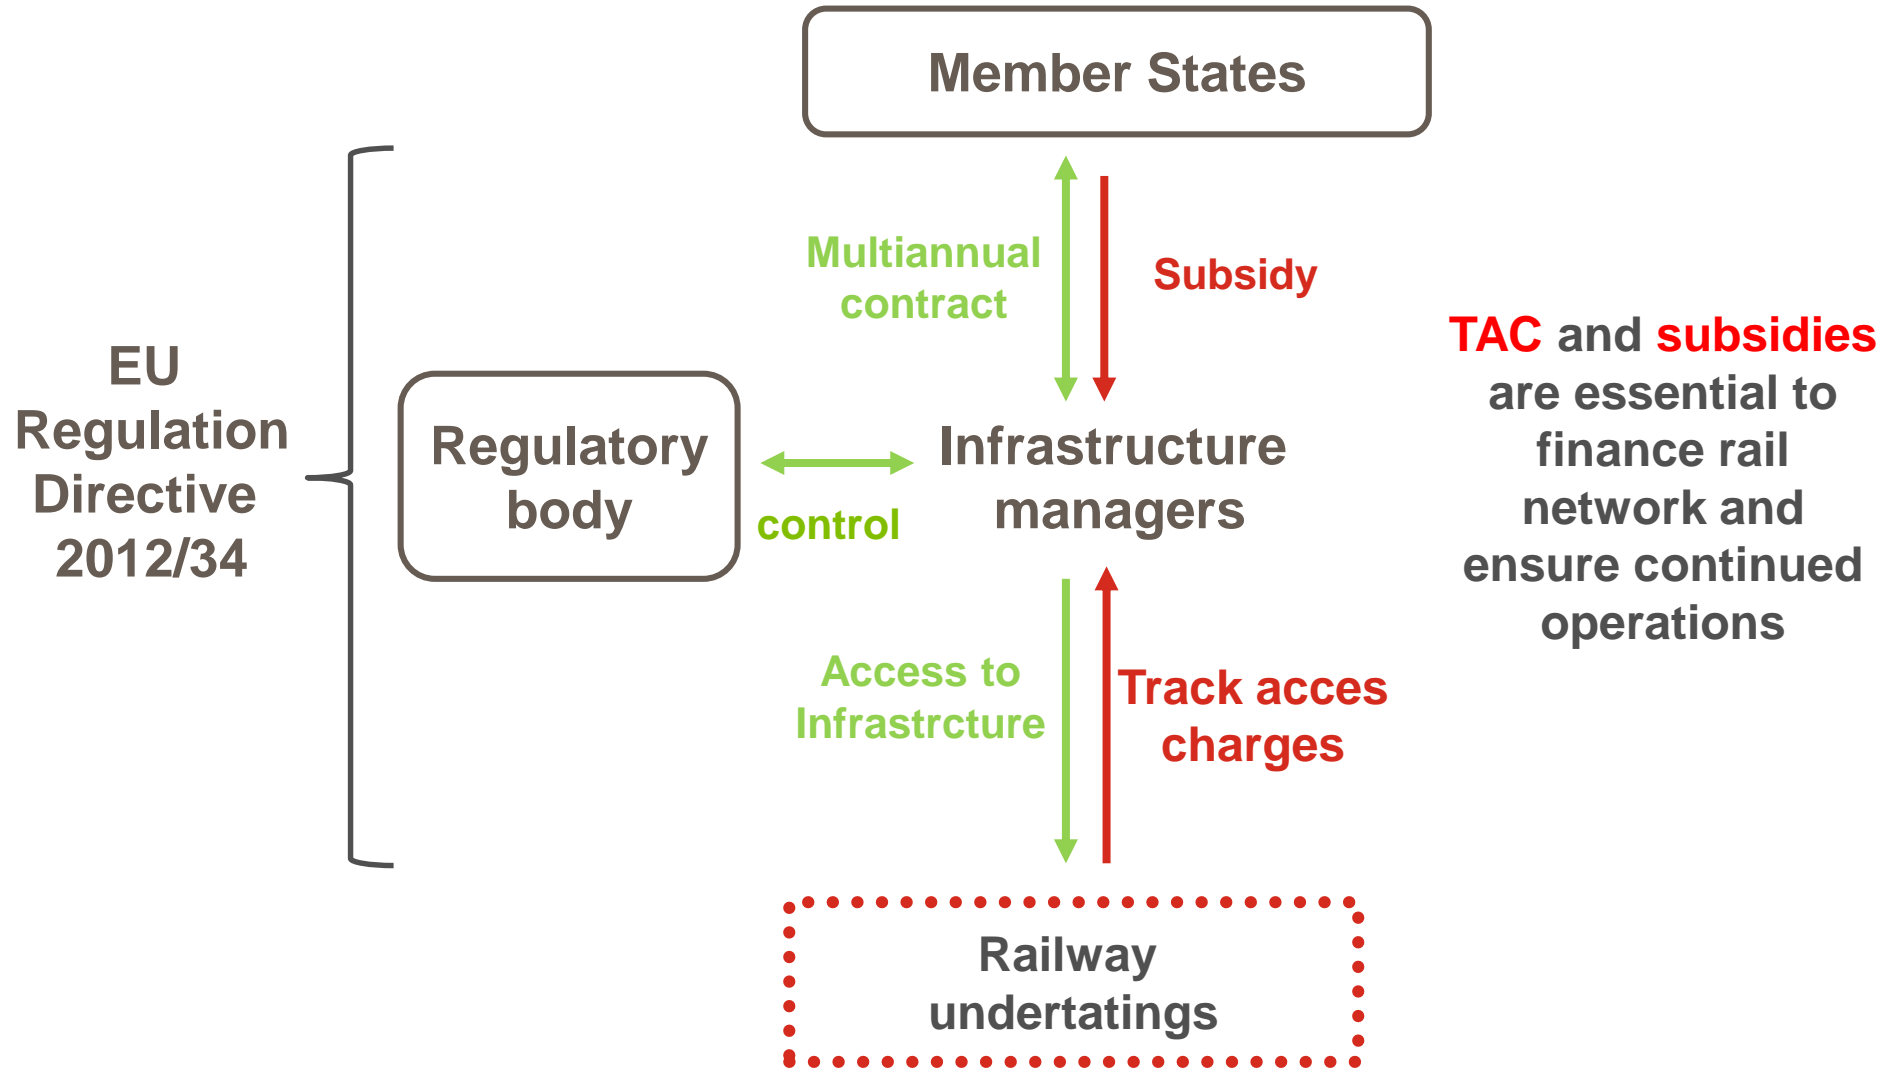 Member States
Multiannual
contract
Subsidy
EU
Regulation
Directive
2012/34
Regulatory
body
control
Infrastructure
managers
TAC and subsidies
are essential to
finance rail
network and
ensure continued
operations
Access to
Infrastrcture
Track acces
charges
Railway
undertatings